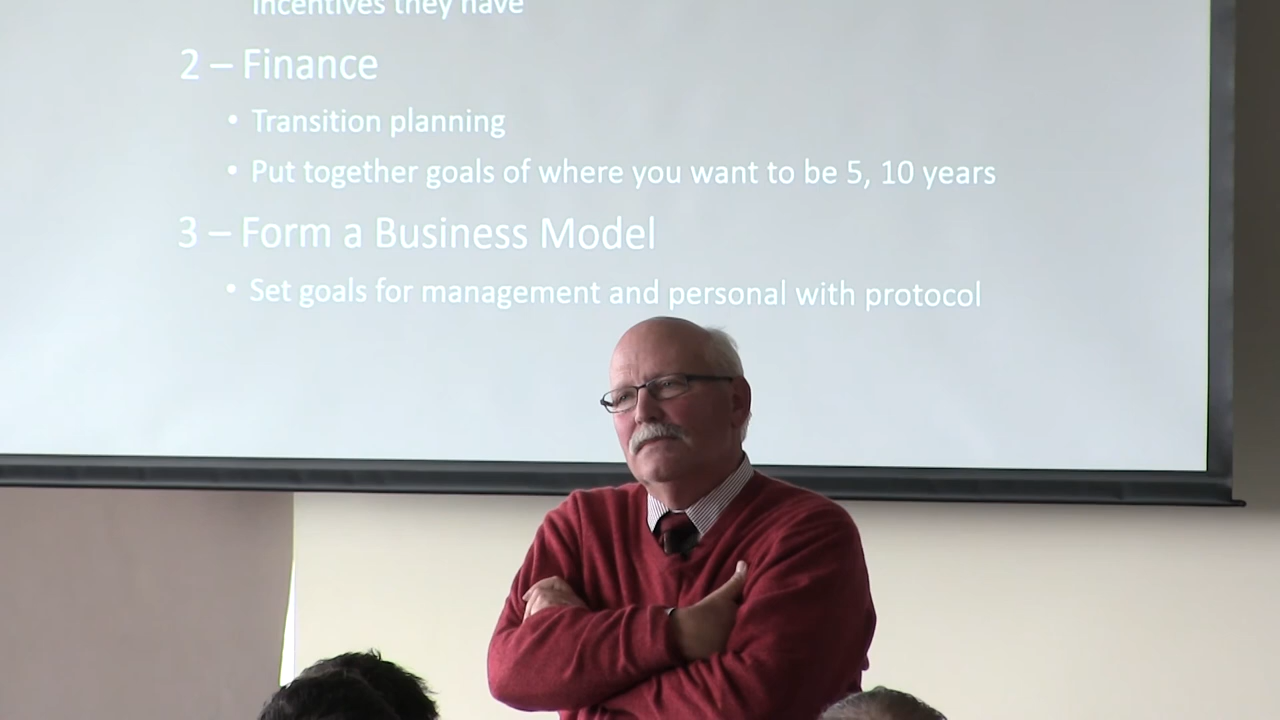 incentives they have
2 – Finance
• Transition planning
• Put together goals of where you want to be 5, 10 years
3 – Form a Business Model
• Set goals for management and personal with protocol